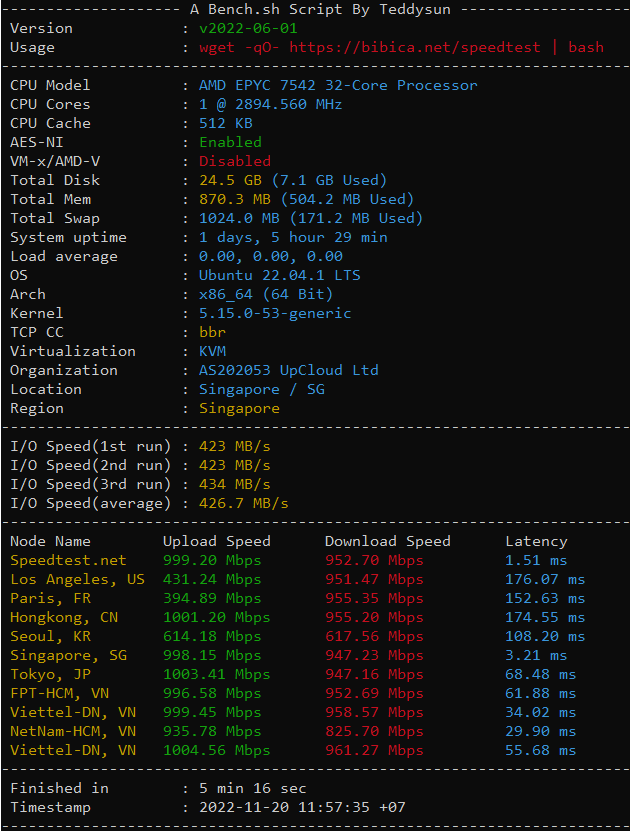 -------------------- A Bench.sh Script By Teddysun -------------------
Version : v2022-06-01
Usage : wget -qO- https://bibica.net/speedtest | bash
----------------------------------------------------------------------
CPU Model : AMD EPYC 7542 32-Core Processor
CPU Cores : 1 @ 2894.560 MHz
CPU Cache : 512 KB
AES-NI : Enabled
VM-x/AMD-V : Disabled
Total Disk : 24.5 GB (7.1 GB Used)
Total Mem : 870.3 MB (504.2 MB Used)
Total Swap : 1024.0 MB (171.2 MB Used)
System uptime : 1 days, 5 hour 29 min
Load average : 0.00, 0.00, 0.00
OS : Ubuntu 22.04.1 LTS
Arch : x86_64 (64 Bit)
Kernel : 5.15.0-53-generic
TCP CC : bbr
Virtualization : KVM
Organization : AS202053 UpCloud Ltd
Location : Singapore / SG
Region : Singapore
----------------------------------------------------------------------
I/O Speed(1st run) : 423 MB/s
I/O Speed(2nd run) : 423 MB/s
I/O Speed(3rd run) : 434 MB/s
I/O Speed(average) : 426.7 MB/s
----------------------------------------------------------------------
Node Name Upload Speed Download Speed Latency
Speedtest.net 999.20 Mbps 952.70 Mbps 1.51 ms
Los Angeles, US 431.24 Mbps 951.47 Mbps 176.07 ms
Paris, FR 394.89 Mbps 955.35 Mbps 152.63 ms
Hongkong, CN 1001.20 Mbps 955.20 Mbps 174.55 ms
Seoul, KR 614.18 Mbps 617.56 Mbps 108.20 ms
Singapore, SG 998.15 Mbps 947.23 Mbps 3.21 ms
Tokyo, JP 1003.41 Mbps 947.16 Mbps 68.48 ms
FPT-HCM, VN 996.58 Mbps 952.69 Mbps 61.88 ms
Viettel-DN, VN 999.45 Mbps 958.57 Mbps 34.02 ms
NetNam-HCM, VN 935.78 Mbps 825.70 Mbps 29.90 ms
Viettel-DN, VN 1004.56 Mbps 961.27 Mbps 55.68 ms
----------------------------------------------------------------------
Finished in : 5 min 16 sec
Timestamp : 2022-11-20 11:57:35 +07
----------------------------------------------------------------------